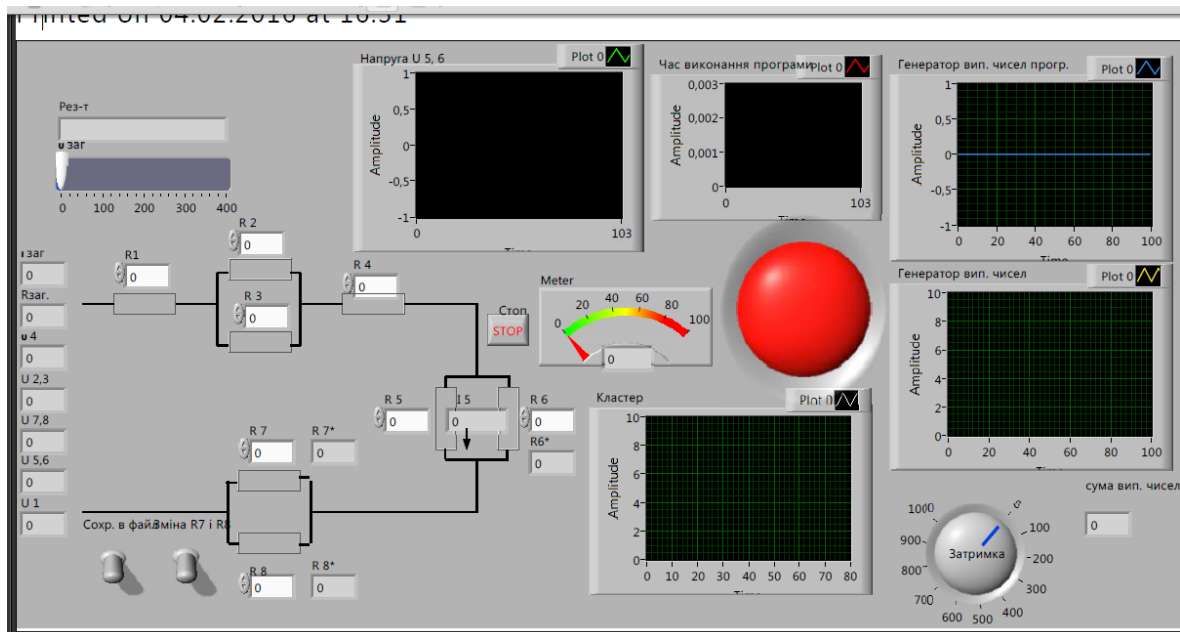 Printed on 04.02.2016 at 16:31
Рез-т
u заг
0 100 200 300 400
Напруга U 5, 6
Plot 0
1
0,5
0
-0,5
-1
Amplitude
0 103
Time
Час виконання програми
Plot 0
0,003
0,002
0,001
0
Amplitude
0 103
Time
Генератор вип. чисел прогр.
Plot 0
1
0,5
0
-0,5
-1
Amplitude
0 20 40 60 80 100
Time
I заг
0
Rзаг.
0
u 4
0
U 2,3
0
U 7,8
0
U 5,6
0
U 1
0
R1
0
R 2
0
R 3
0
R 4
0
Стоп
STOP
Meter
0 20 40 60 80 100
0
Генератор вип. чисел
Plot 0
10
8
6
4
2
0
Amplitude
0 20 40 60 80 100
Time
R 5
0
I 5
0
R 6
0
R6*
0
R 7
0
R 7*
0
R 8
0
R 8*
0
Сохр. в файл
Зміна R7 і R8
Кластер
Plot 0
10
8
6
4
2
0
Amplitude
0 10 20 30 40 50 60 70 80
Time
Затримка
0
100
200
300
400
500
600
700
800
900
1000
сума вип. чисел
0